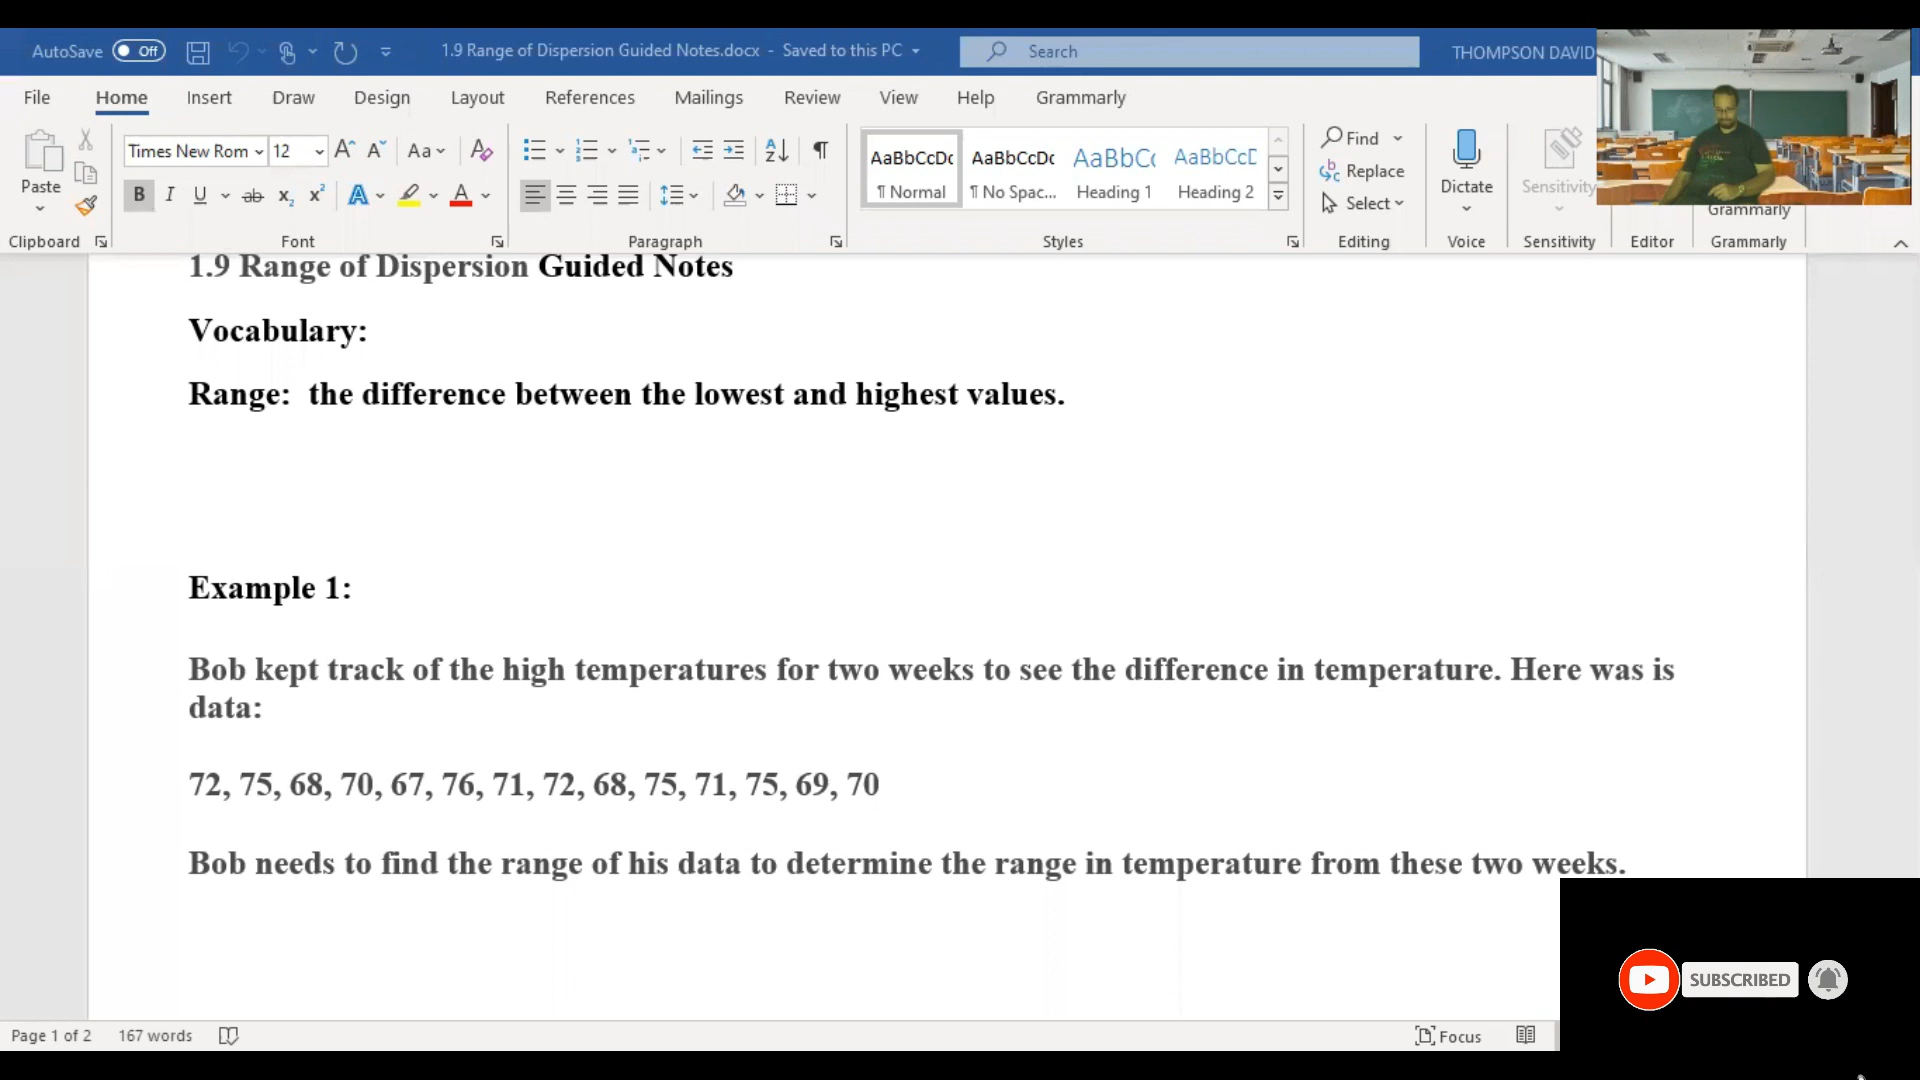 AutoSave Off 1.9 Range of Dispersion Guided Notes.docx - Saved to this PC Search THOMPSON DAVID
File Home Insert Draw Design Layout References Mailings Review View Help Grammarly
Times New Rom 12 Aa AaBbCcDc AaBbCcDc AaBbC AaBbCcD Find
Paste B I U ab x₂ x² A A ¶ Normal ¶ No Spac... Heading 1 Heading 2 Replace Dictate Sensitivity
Select Grammarly
Clipboard Font Paragraph Styles Editing Voice Sensitivity Editor Grammarly
1.9 Range of Dispersion Guided Notes
Vocabulary:
Range: the difference between the lowest and highest values.
Example 1:
Bob kept track of the high temperatures for two weeks to see the difference in temperature. Here was is
data:
72, 75, 68, 70, 67, 76, 71, 72, 68, 75, 71, 75, 69, 70
Bob needs to find the range of his data to determine the range in temperature from these two weeks.
SUBSCRIBED
Page 1 of 2 167 words Focus